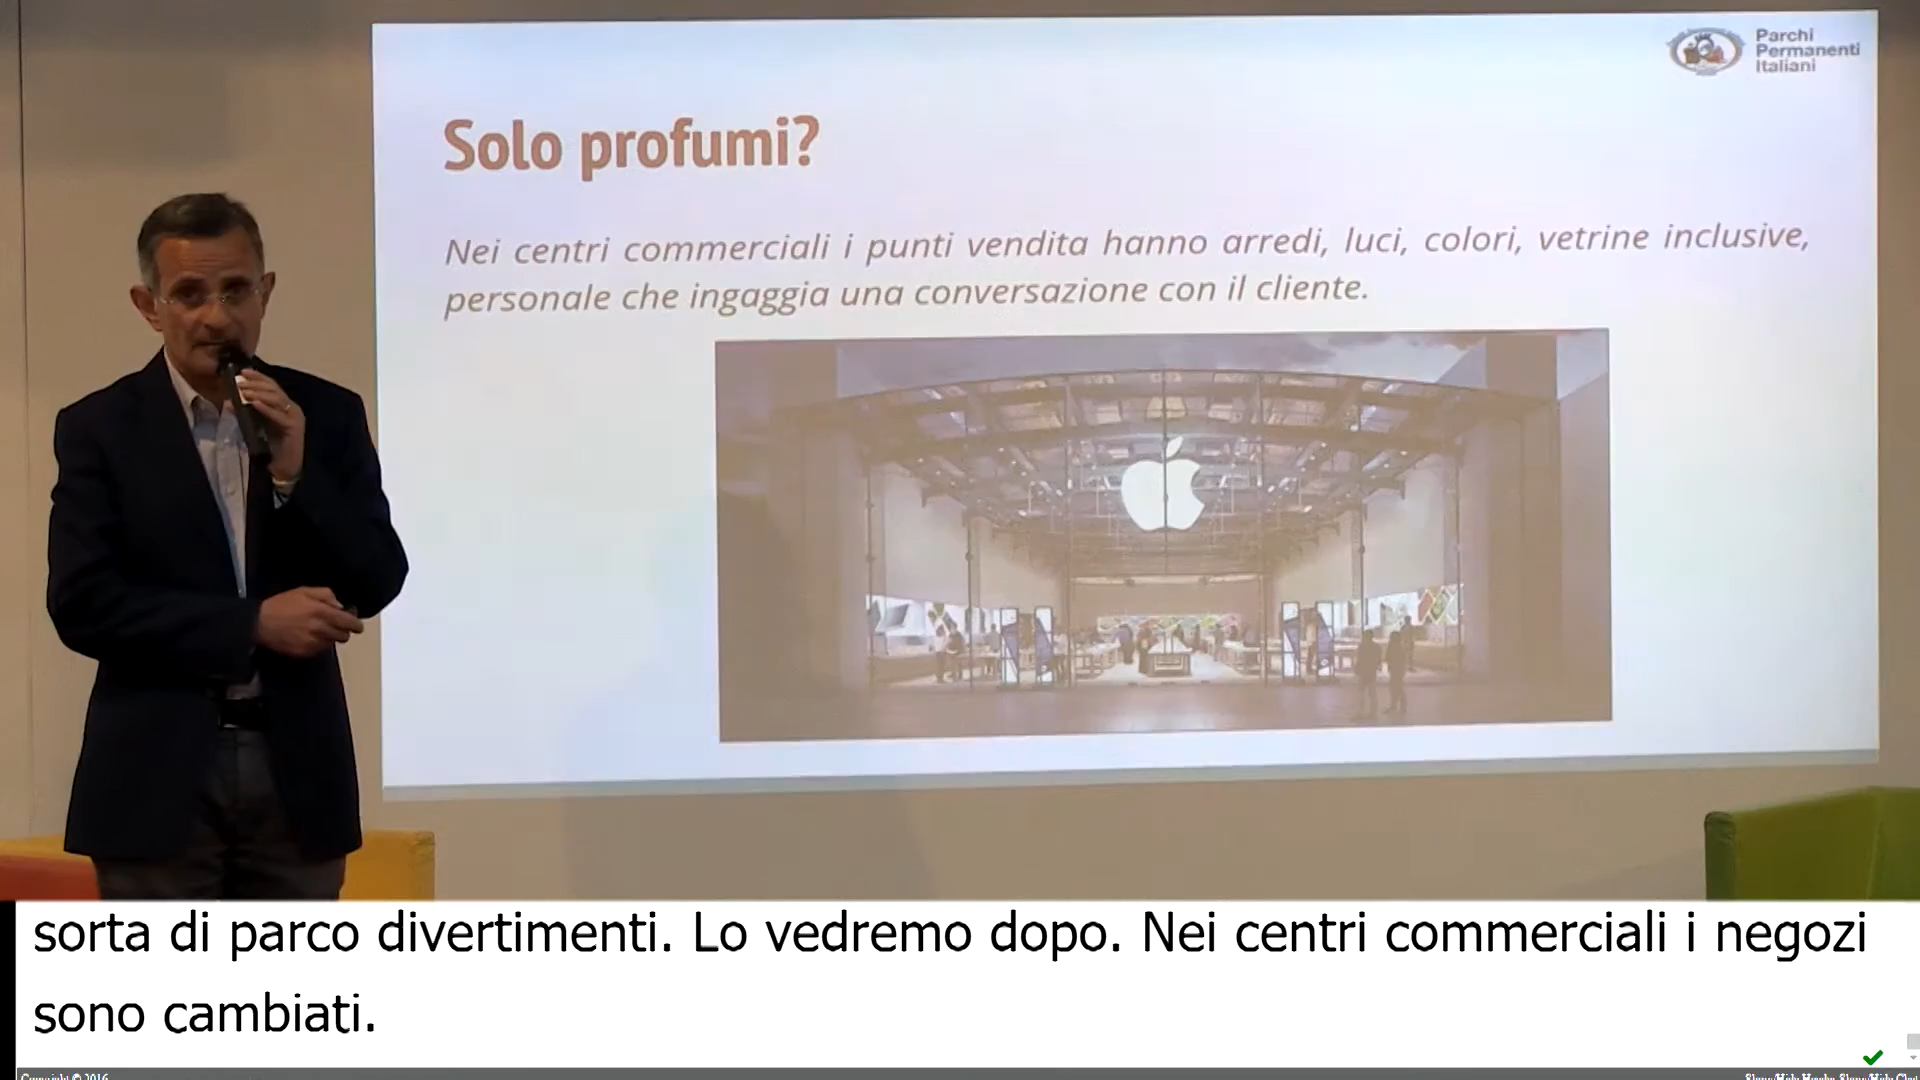 Parchi
Permanenti
Italiani
Solo profumi?
Nei centri commerciali i punti vendita hanno arredi, luci, colori, vetrine inclusive,
personale che ingaggia una conversazione con il cliente.
sorta di parco divertimenti. Lo vedremo dopo. Nei centri commerciali i negozi
sono cambiati.